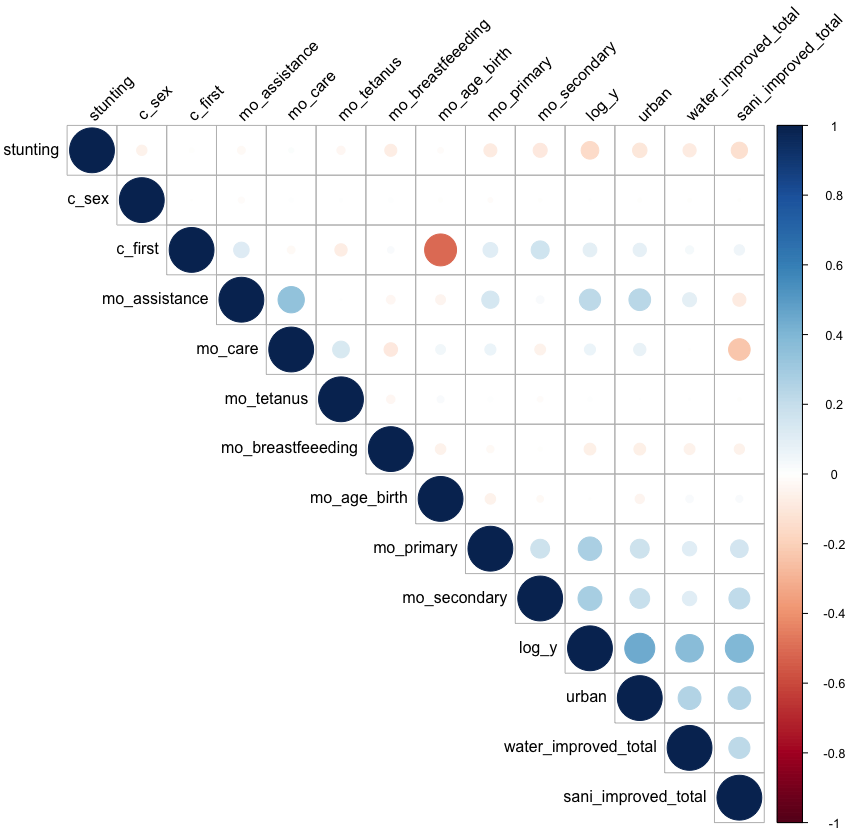 stunting
c_sex
c_first
mo_assistance
mo_care
mo_tetanus
mo_breastfeeeding
mo_age_birth
mo_primary
mo_secondary
log_y
urban
water_improved_total
sani_improved_total
stunting
c_sex
c_first
mo_assistance
mo_care
mo_tetanus
mo_breastfeeeding
mo_age_birth
mo_primary
mo_secondary
log_y
urban
water_improved_total
sani_improved_total
1
0.8
0.6
0.4
0.2
0
-0.2
-0.4
-0.6
-0.8
-1